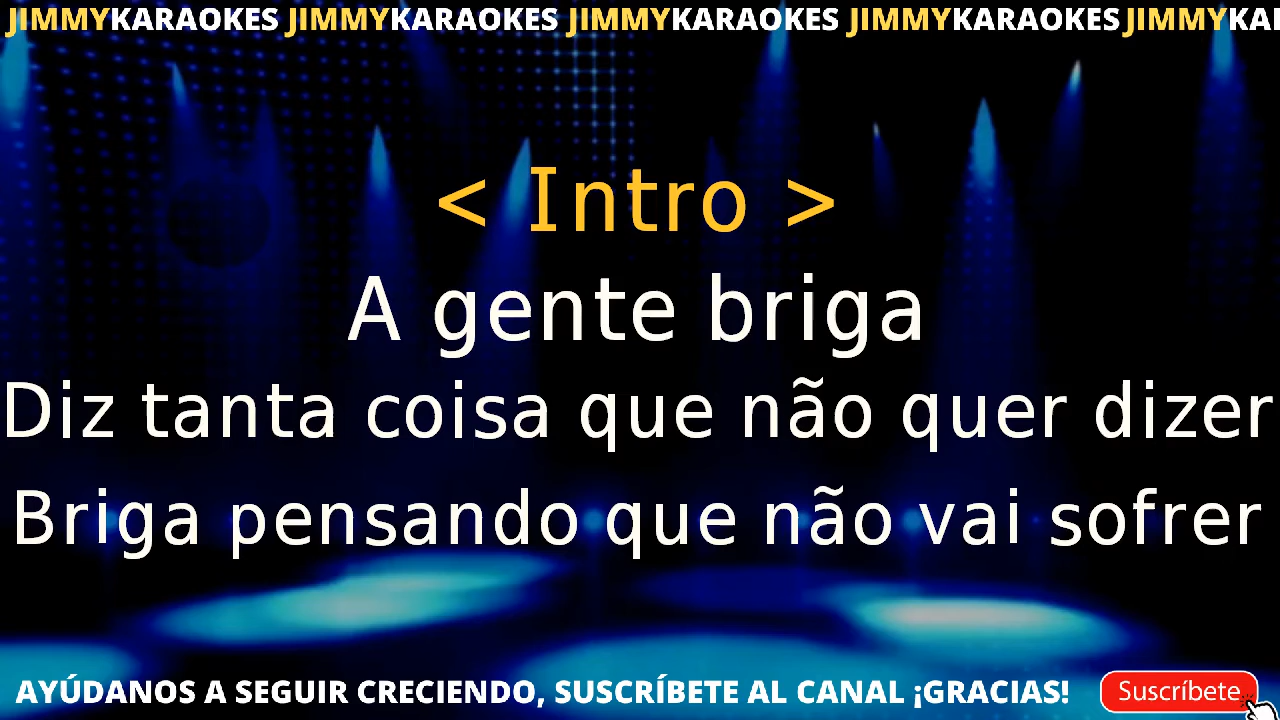 JIMMYKARAOKES JIMMYKARAOKES JIMMYKARAOKES JIMMYKARAOKES JIMMYKAI
< Intro >
A gente briga
Diz tanta coisa que não quer dizer
Briga pensando que não vai sofrer
AYÚDANOS A SEGUIR CRECIENDO, SUSCRÍBETE AL CANAL ¡GRACIAS! Suscríbete